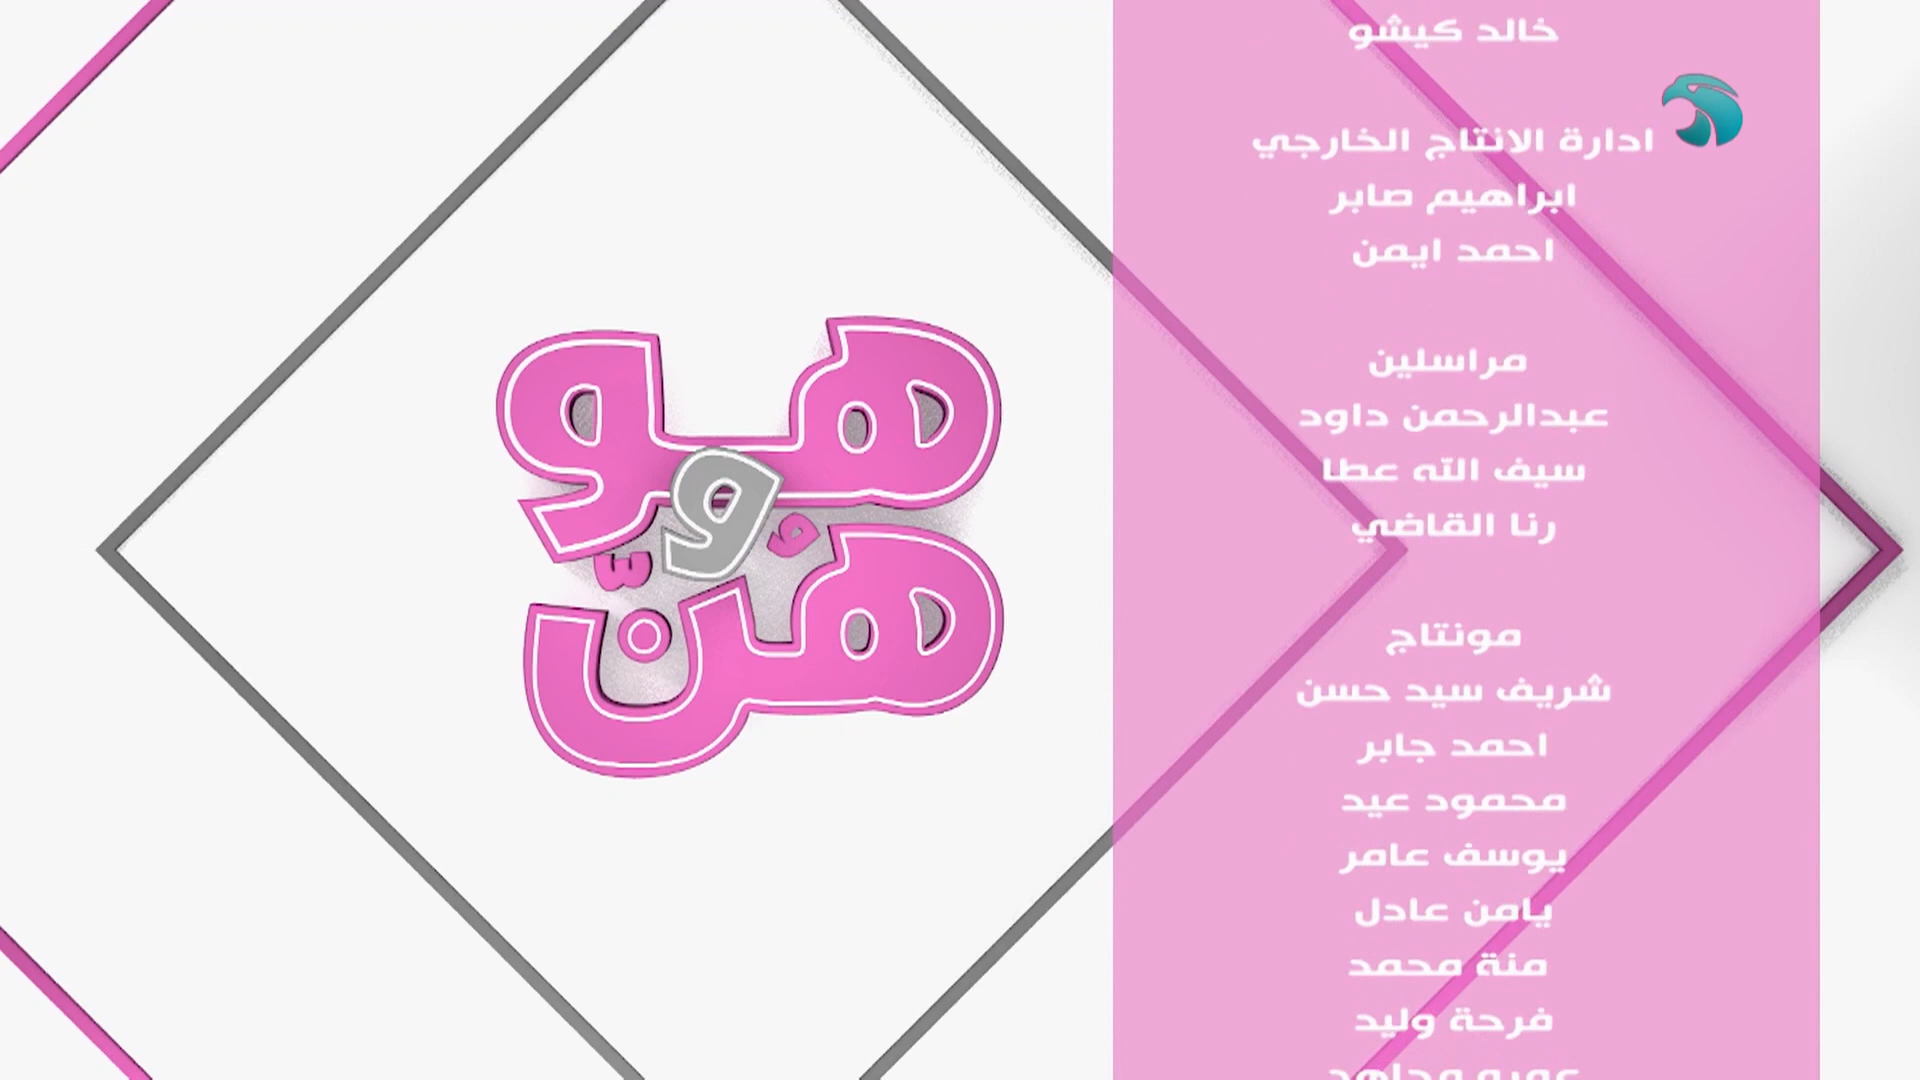 هو
و
هُنّ
خالد كيشو
ادارة الانتاج الخارجي
ابراهيم صابر
احمد ايمن
مراسلين
عبدالرحمن داود
سيف الله عطا
رنا القاضي
مونتاج
شريف سيد حسن
احمد جابر
محمود عيد
يوسف عامر
يامن عادل
منة محمد
فرحة وليد